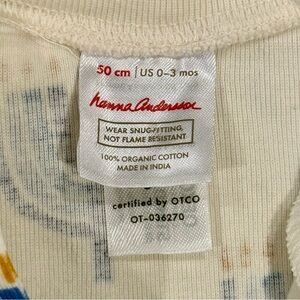 50 cm | US 0-3 mos
hanna andersson
WEAR SNUG-FITTING,
NOT FLAME RESISTANT
100% ORGANIC COTTON
MADE IN INDIA
certified by OTCO
OT-036270